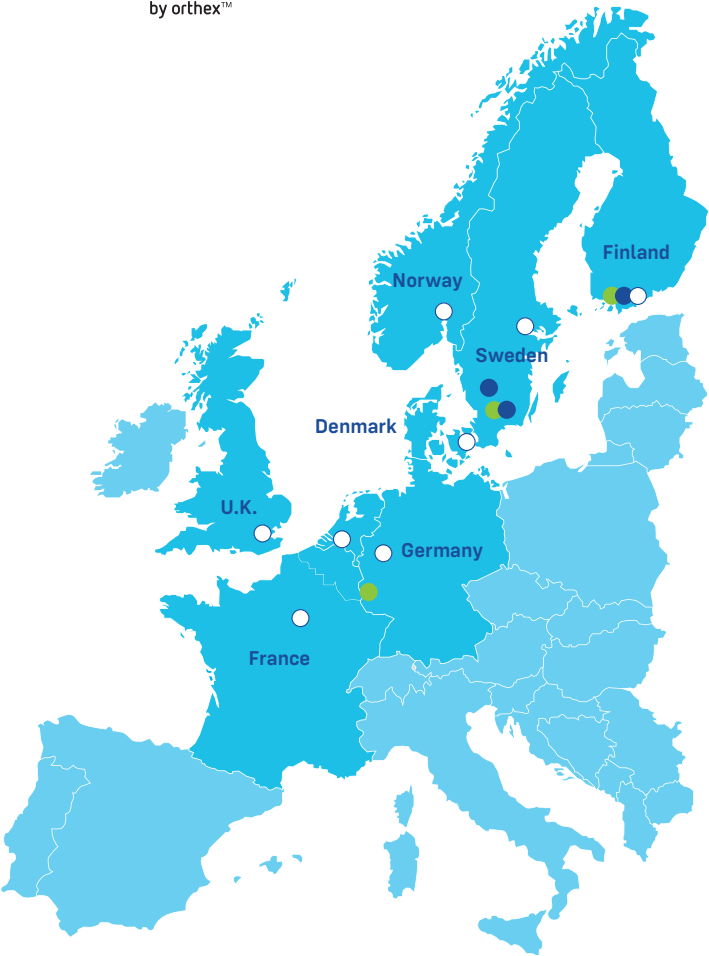 by orthex™
Finland
Norway
Sweden
Denmark
U.K.
Germany
France